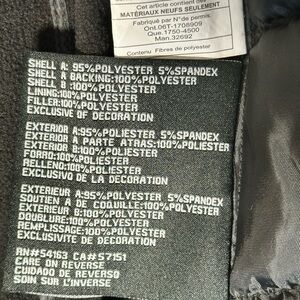 Cet article contient des
MATÉRIAUX NEUFS SEULEMENT
Fabriqué par N° de permis
Ont.06T-1708909
Que.1750-4500
Man.32692
Contenu Fibres de polyester
SHELL A: 95%POLYESTER 5%SPANDEX
SHELL A BACKING:100%POLYESTER
SHELL B :100%POLYESTER
LINING:100%POLYESTER
FILLER:100%POLYESTER
EXCLUSIVE OF DECORATION
EXTERIOR A:95%POLIESTER 5%SPANDEX
EXTERIOR A PARTE ATRAS:100%POLIESTER
EXTERIOR B:100%POLIESTER
FORRO:100%POLIESTER
RELLENO:100%POLIESTER
EXCLUSIVO DE DECORACIÓN
EXTERIEUR A:95%POLYESTER 5%SPANDEX
SOUTIEN A DE COQUILLE:100%POLYESTER
EXTERIEUR B:100%POLYESTER
DOUBLURE:100%POLYESTER
REMPLISSAGE:100%POLYESTER
EXCLUSIVITE DE DECORATION
RN#54163 CA#57151
CARE ON REVERSE
CUIDADO DE REVERSO
SOIN SUR L'INVERSE